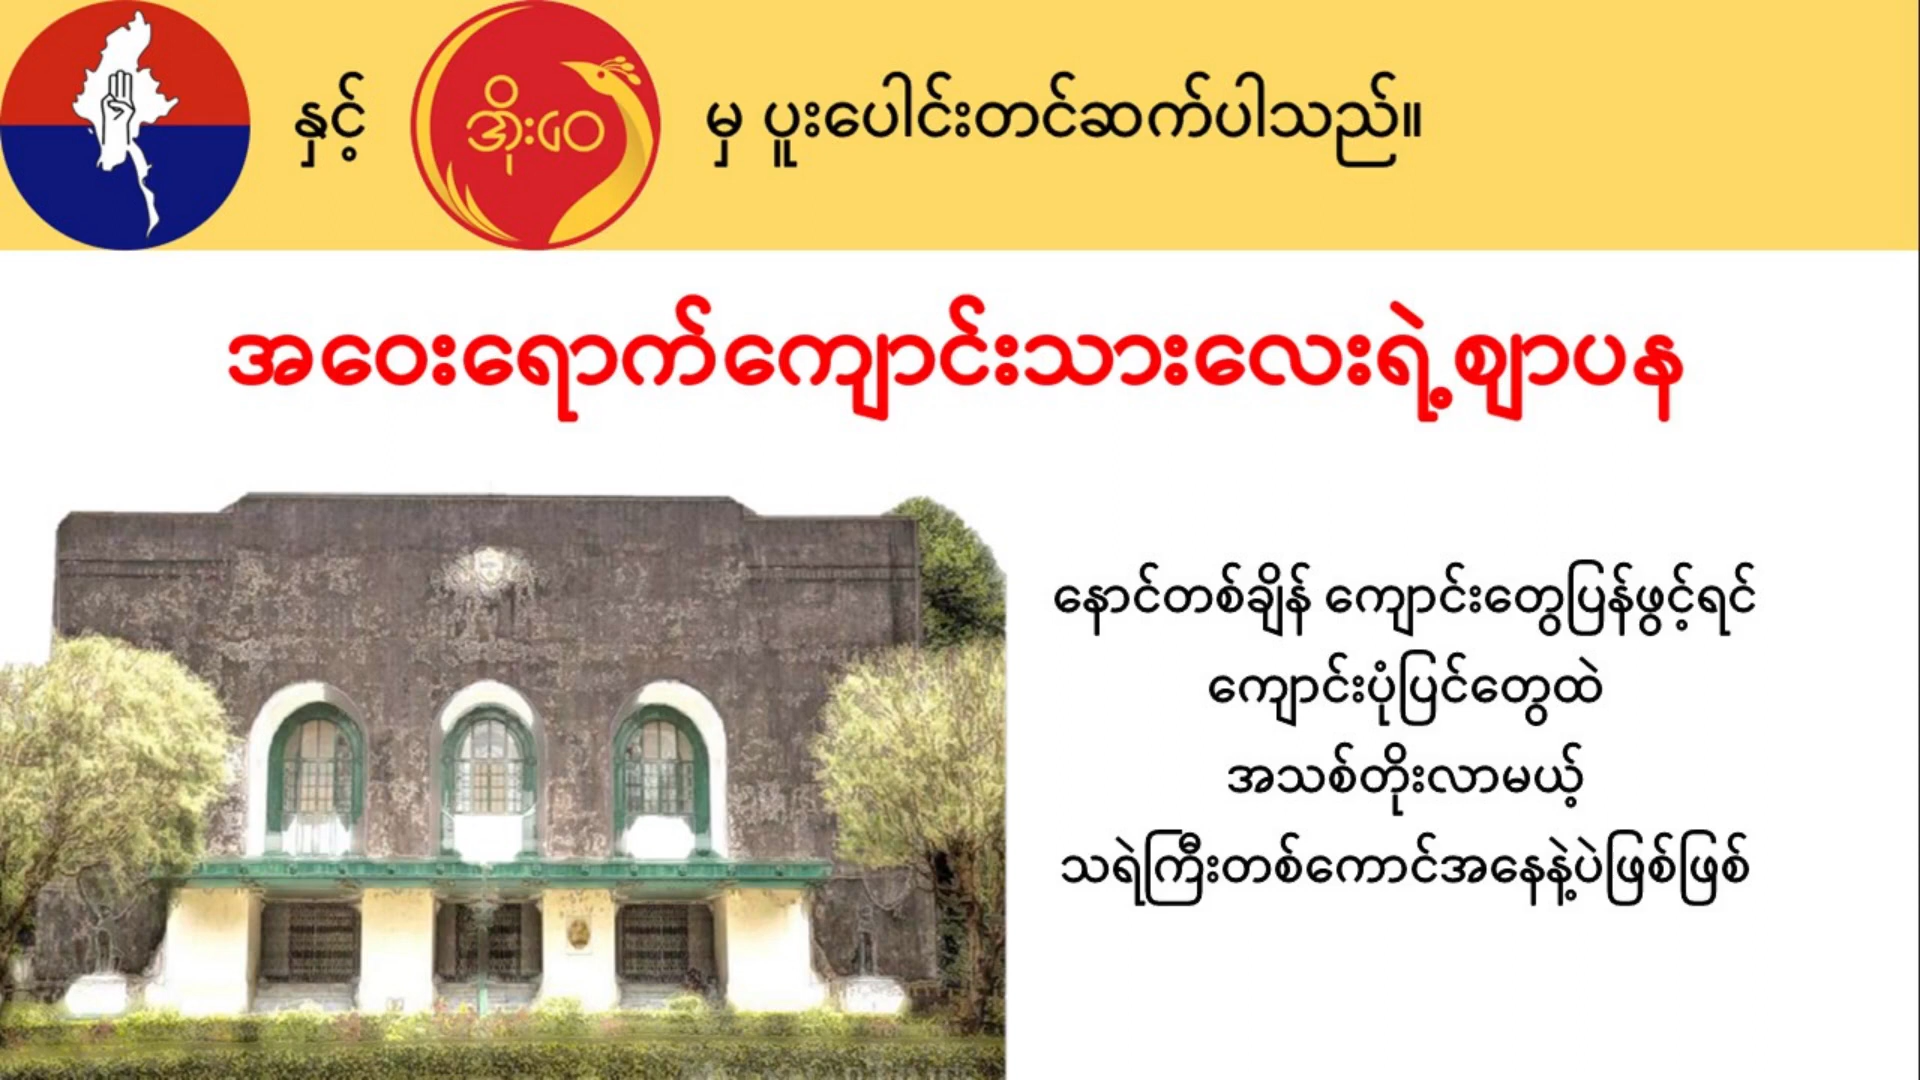 နှင့် အိုးဝေ မှ ပူးပေါင်းတင်ဆက်ပါသည်။
အဝေးရောက်ကျောင်းသားလေးရဲ့ဈာပန
နောင်တစ်ချိန် ကျောင်းတွေပြန်ဖွင့်ရင်
ကျောင်းပုံပြင်တွေထဲ
အသစ်တိုးလာမယ့်
သရဲကြီးတစ်ကောင်အနေနဲ့ပဲဖြစ်ဖြစ်